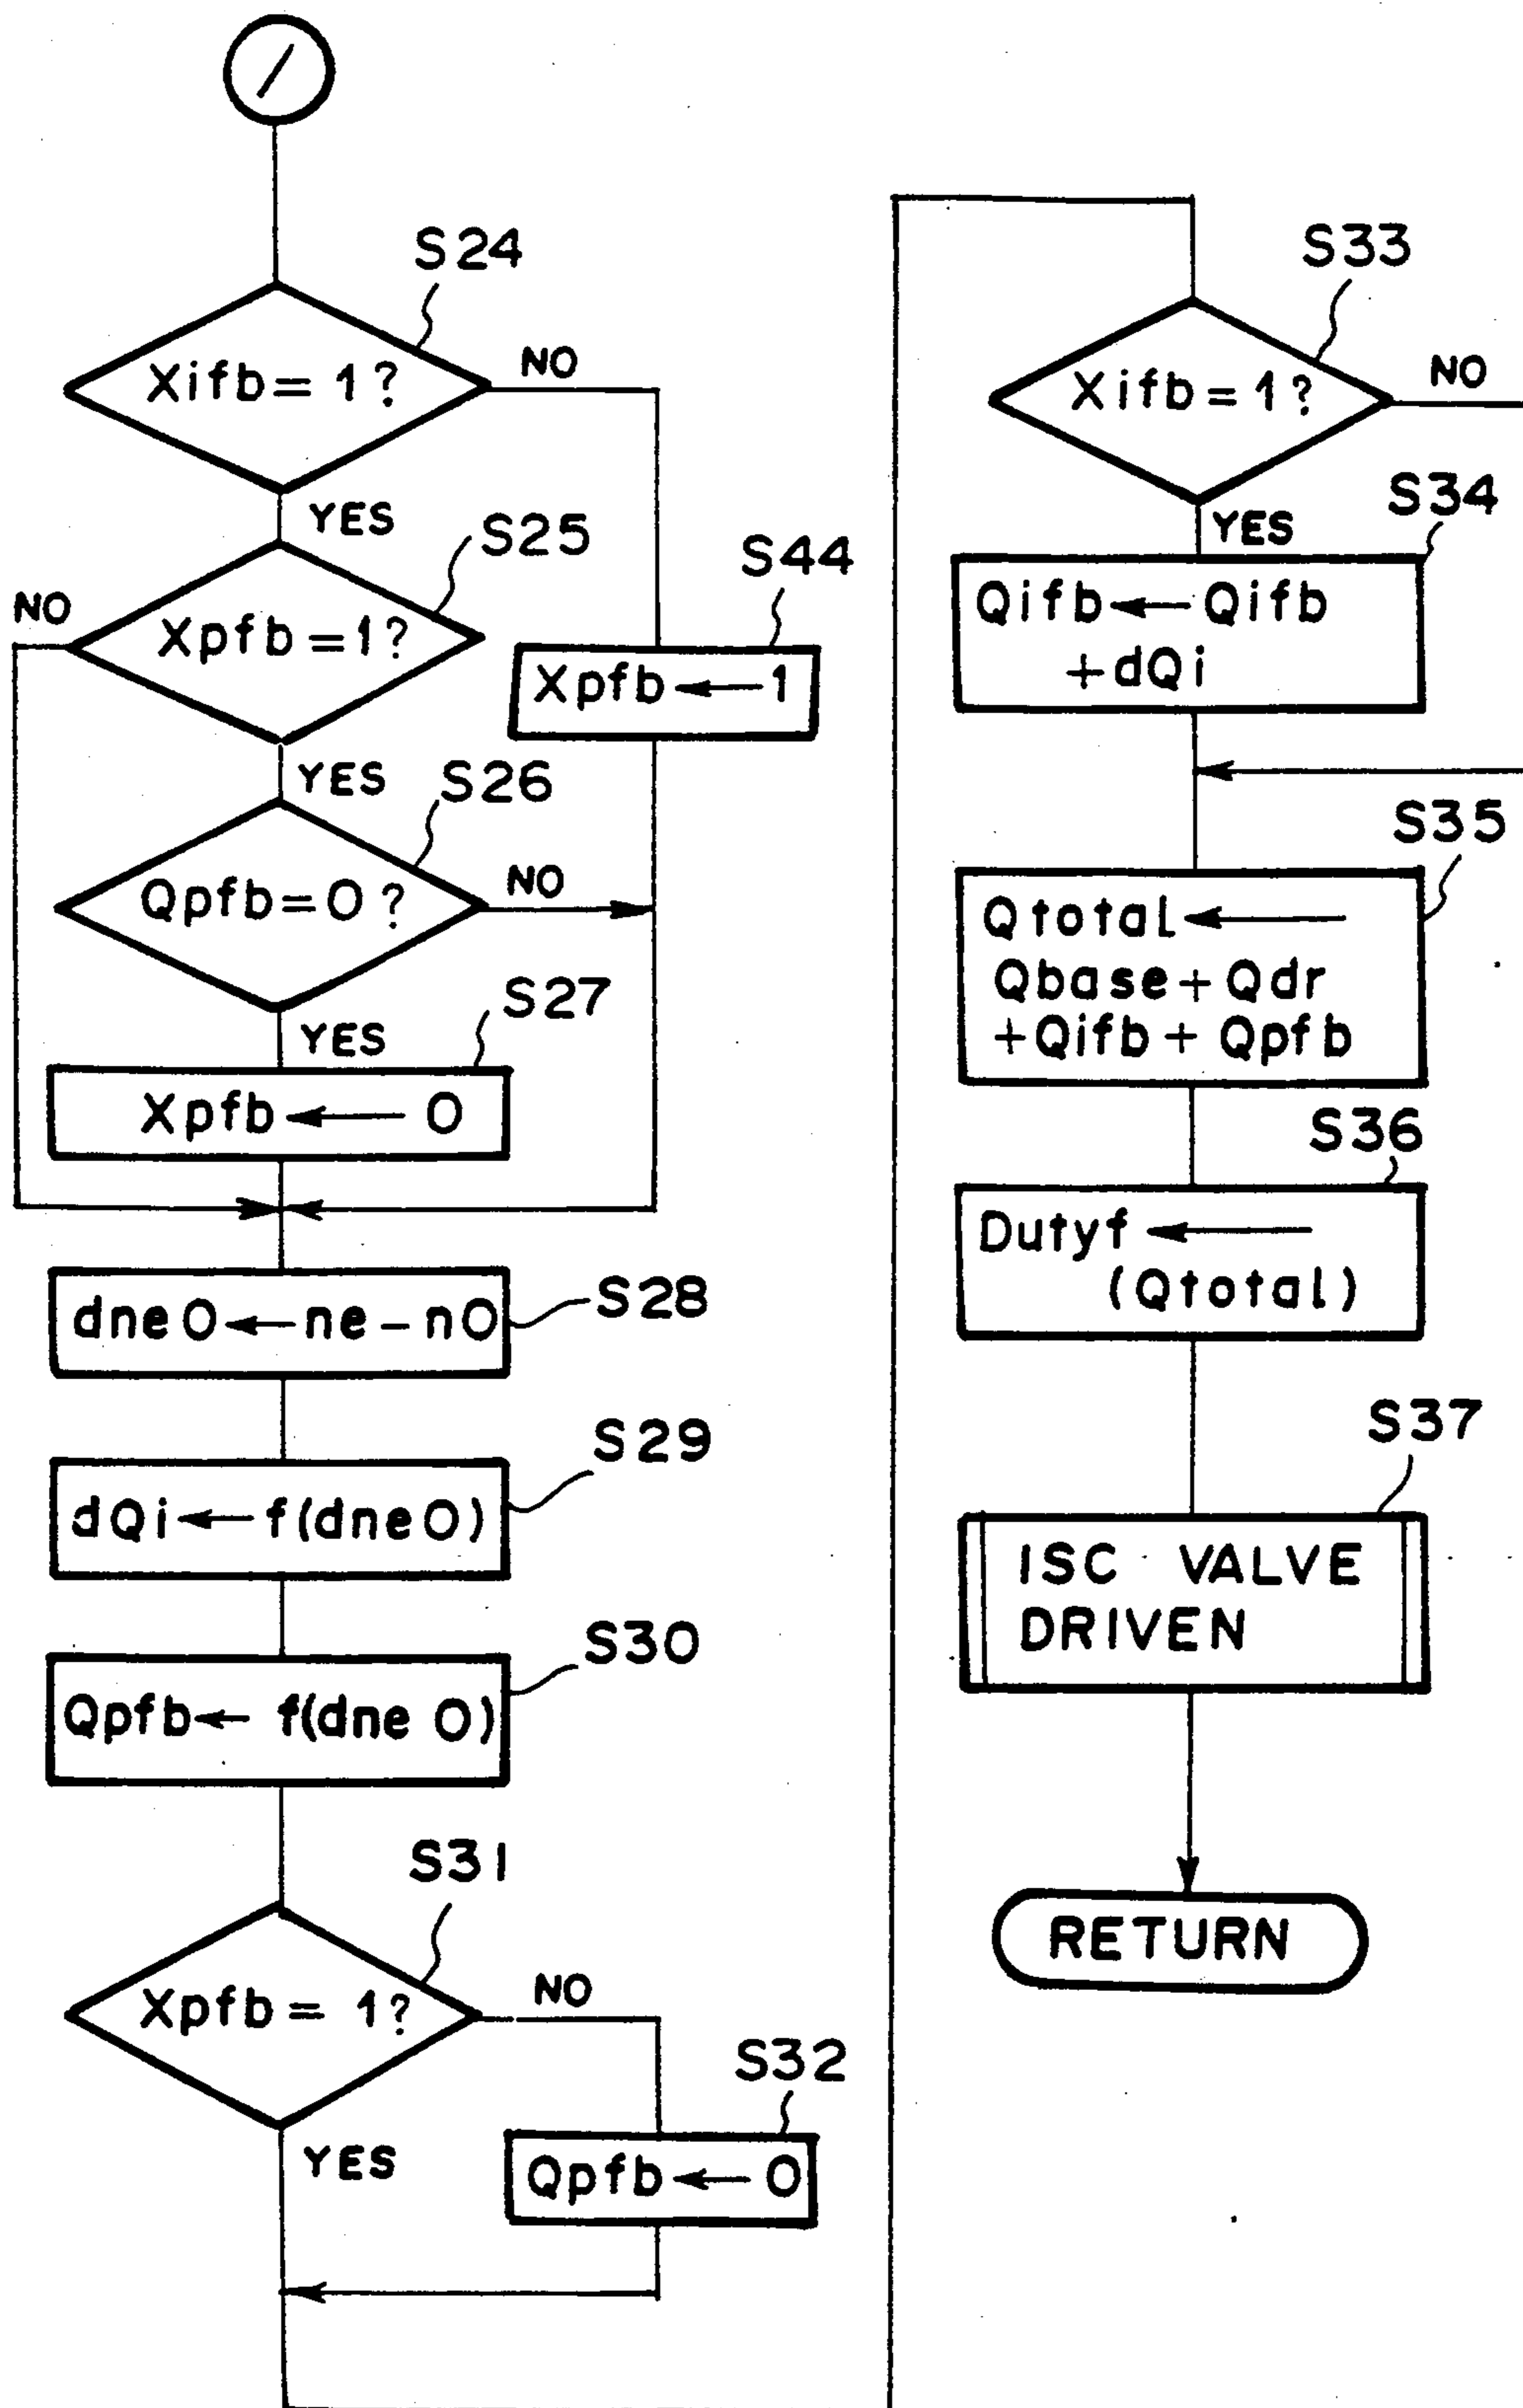 1
S24
Xifb = 1?
NO
YES
S25
Xpfb = 1?
NO
S44
Xpfb ← 1
YES
S26
Qpfb = 0?
NO
YES
S27
Xpfb ← 0
dne0 ← ne - n0
S28
S29
dQi ← f(dne0)
S30
Qpfb ← f(dne 0)
S31
Xpfb = 1?
NO
YES
S32
Qpfb ← 0
S33
Xifb = 1?
NO
YES
S34
Qifb ← Qifb
+dQi
S35
Qtotal ←
Qbase + Qdr
+Qifb + Qpfb
S36
Dutyf ←
(Qtotal)
S37
ISC VALVE
DRIVEN
RETURN